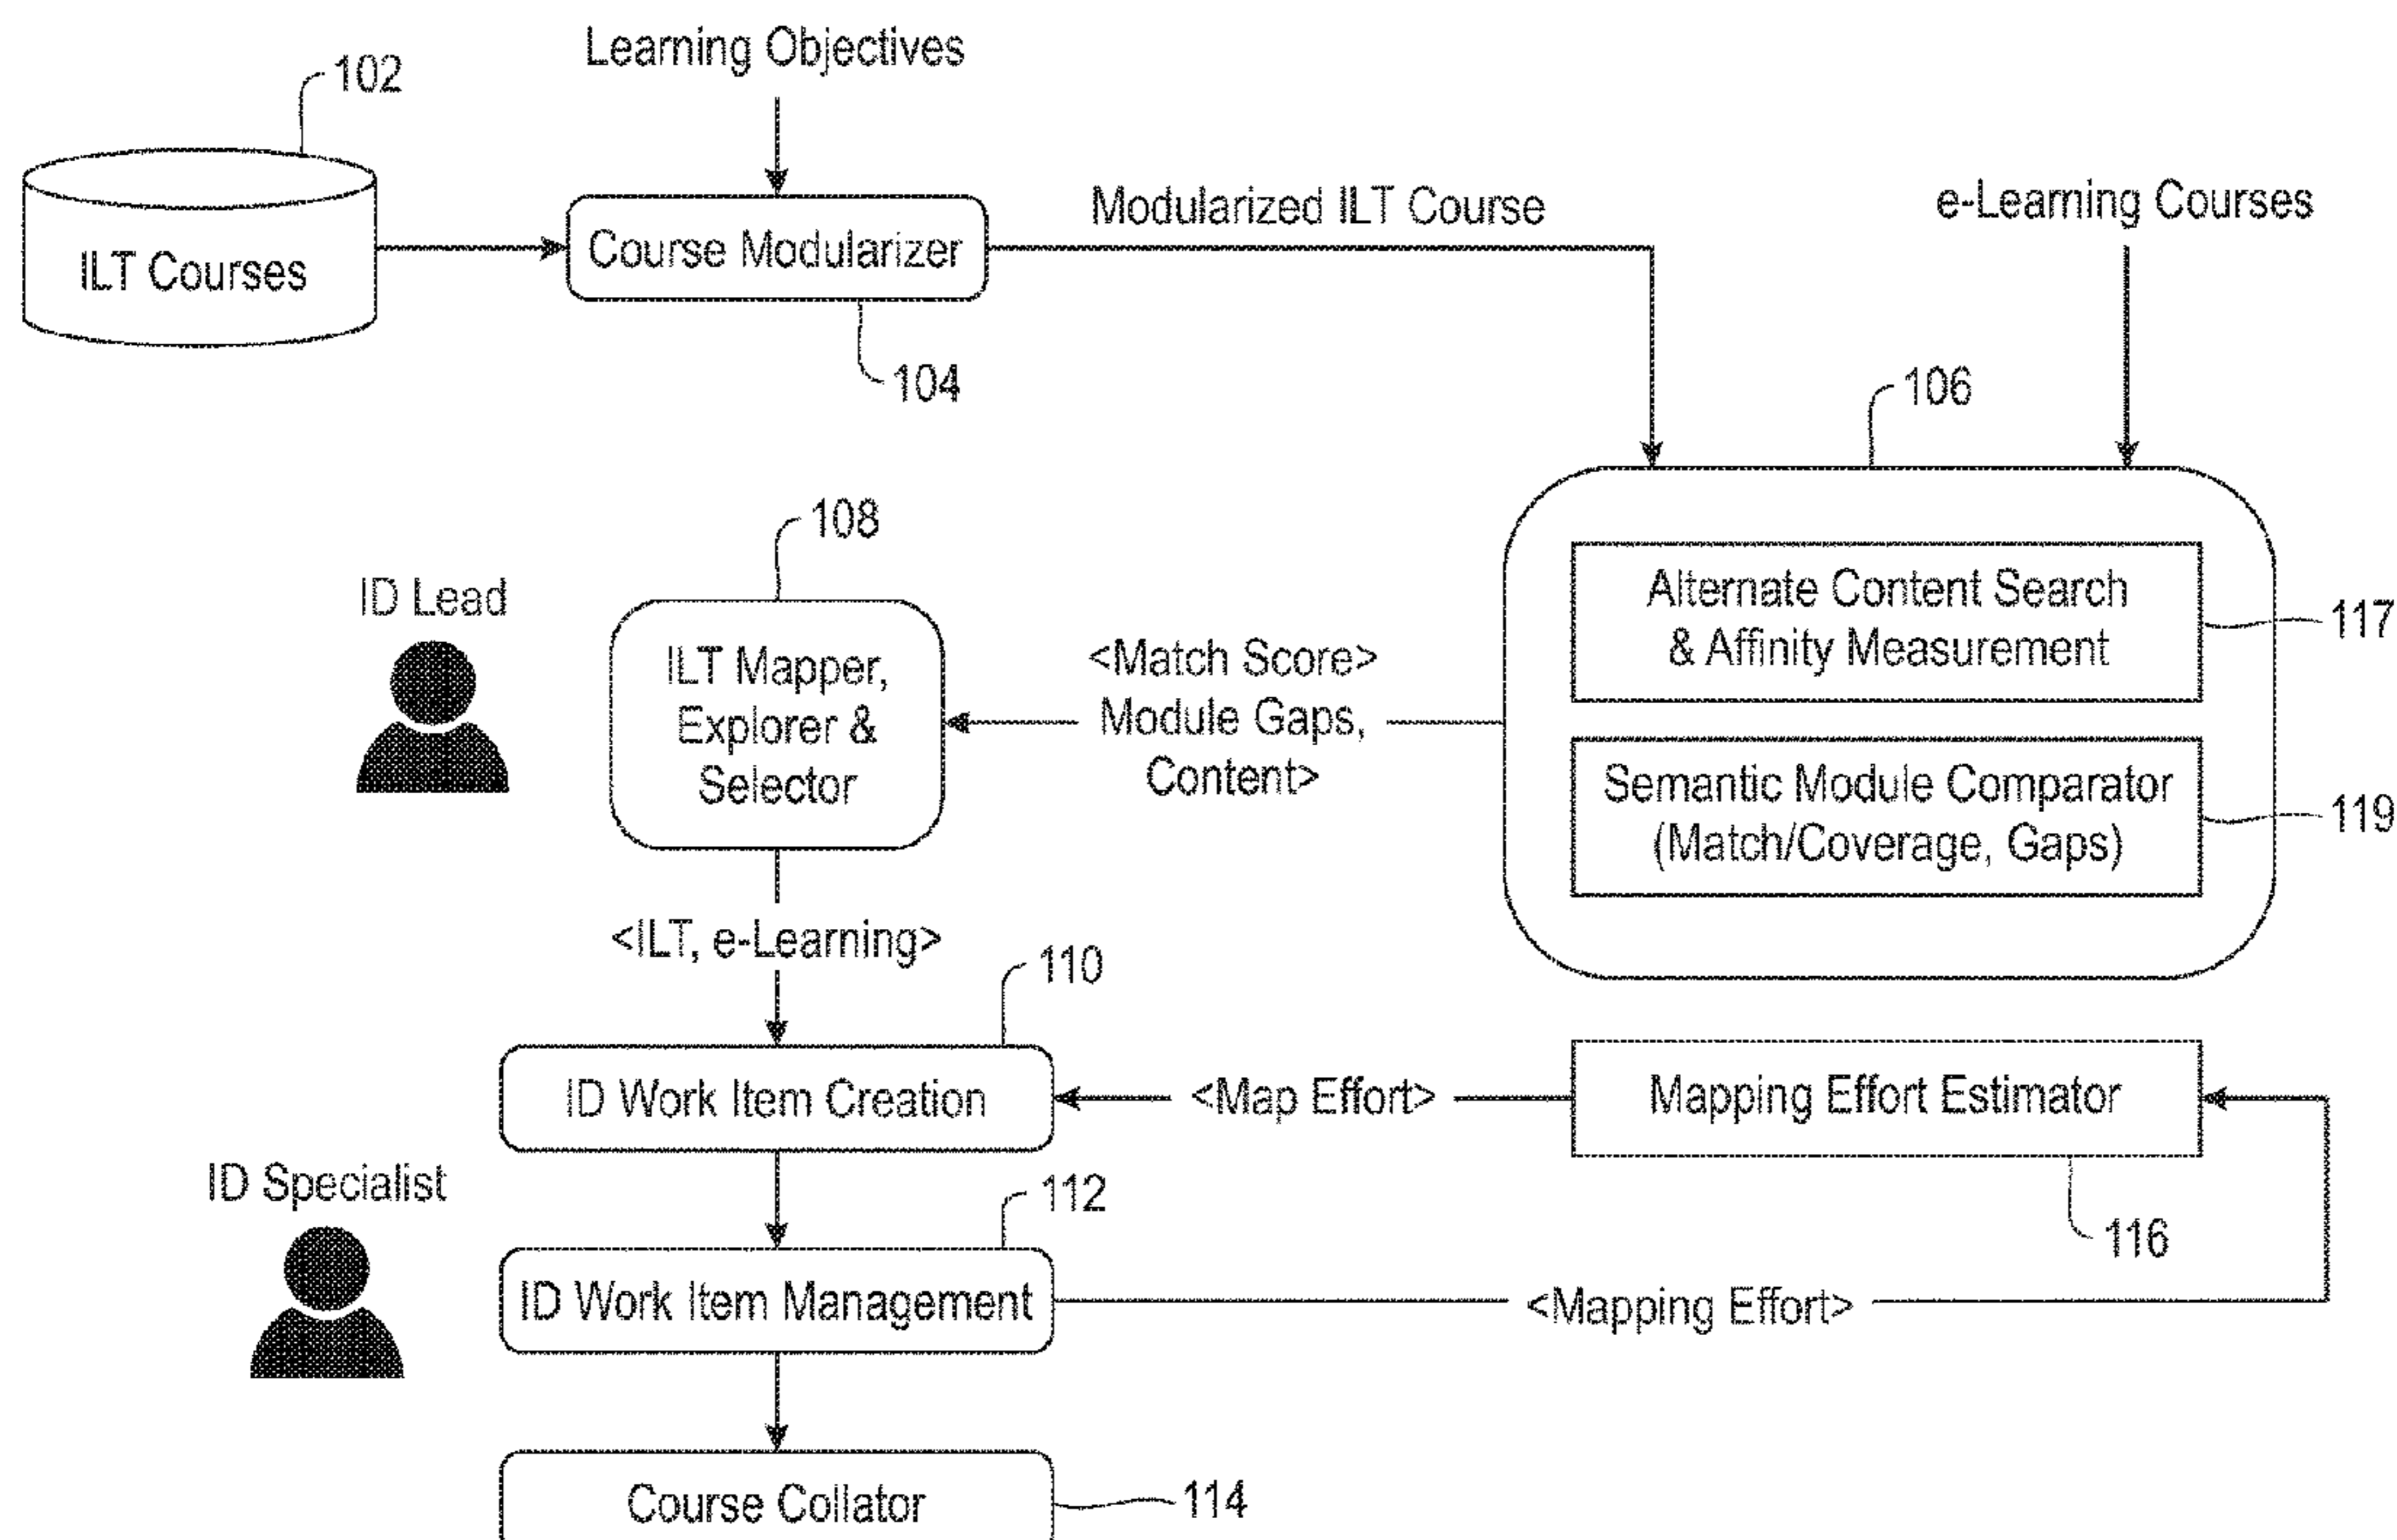 Learning Objectives
102
ILT Courses
Course Modularizer
104
Modularized ILT Course
e-Learning Courses
106
Alternate Content Search
& Affinity Measurement
117
Semantic Module Comparator
(Match/Coverage, Gaps)
119
108
ID Lead
ILT Mapper,
Explorer &
Selector
<Match Score>
Module Gaps,
Content>
<ILT, e-Learning>
110
ID Work Item Creation
<Map Effort>
Mapping Effort Estimator
116
ID Specialist
112
ID Work Item Management
<Mapping Effort>
Course Collator
114